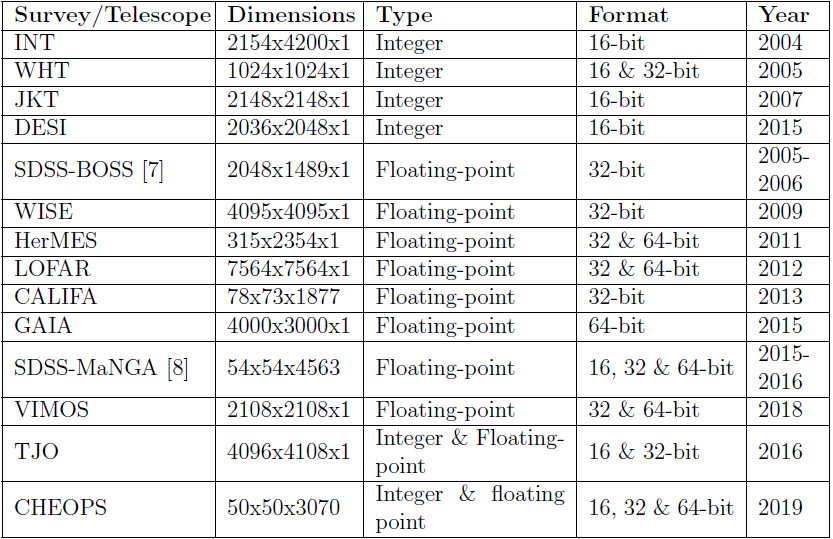 Survey/Telescope Dimensions Type Format Year
INT 2154x4200x1 Integer 16-bit 2004
WHT 1024x1024x1 Integer 16 & 32-bit 2005
JKT 2148x2148x1 Integer 16-bit 2007
DESI 2036x2048x1 Integer 16-bit 2015
SDSS-BOSS [7] 2048x1489x1 Floating-point 32-bit 2005-
2006
WISE 4095x4095x1 Floating-point 32-bit 2009
HerMES 315x2354x1 Floating-point 32 & 64-bit 2011
LOFAR 7564x7564x1 Floating-point 32 & 64-bit 2012
CALIFA 78x73x1877 Floating-point 32-bit 2013
GAIA 4000x3000x1 Floating-point 64-bit 2015
SDSS-MaNGA [8] 54x54x4563 Floating-point 16, 32 & 64-bit 2015-
2016
VIMOS 2108x2108x1 Floating-point 32 & 64-bit 2018
TJO 4096x4108x1 Integer & Floating-
point 16 & 32-bit 2016
CHEOPS 50x50x3070 Integer & floating
point 16, 32 & 64-bit 2019